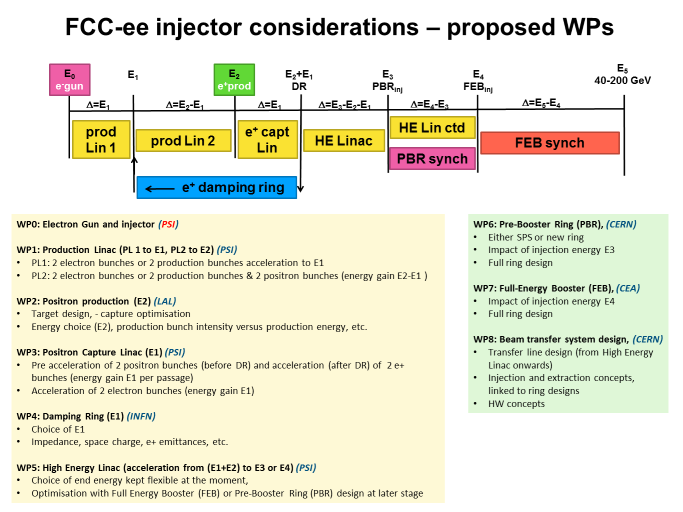 FCC-ee injector considerations – proposed WPs
E0
e-gun
E1
E2
e+prod
E2+E1
DR
E3
PBRinj
E4
FEBinj
E5
40-200 GeV
Δ=E1
Δ=E2-E1
Δ=E1
Δ=E3-E2-E1
Δ=E4-E3
Δ=E5-E4
prod
Lin 1
prod Lin 2
e+ capt
Lin
HE Linac
HE Lin ctd
PBR synch
FEB synch
e+ damping ring
WP0: Electron Gun and injector (PSI)
WP1: Production Linac (PL 1 to E1, PL2 to E2) (PSI)
• PL1: 2 electron bunches or 2 production bunches acceleration to E1
• PL2: 2 electron bunches or 2 production bunches & 2 positron bunches (energy gain E2-E1 )
WP2: Positron production (E2) (LAL)
• Target design, - capture optimisation
• Energy choice (E2), production bunch intensity versus production energy, etc.
WP3: Positron Capture Linac (E1) (PSI)
• Pre acceleration of 2 positron bunches (before DR) and acceleration (after DR) of 2 e+
bunches (energy gain E1 per passage)
• Acceleration of 2 electron bunches (energy gain E1)
WP4: Damping Ring (E1) (INFN)
• Choice of E1
• Impedance, space charge, e+ emittances, etc.
WP5: High Energy Linac (acceleration from (E1+E2) to E3 or E4) (PSI)
• Choice of end energy kept flexible at the moment,
• Optimisation with Full Energy Booster (FEB) or Pre-Booster Ring (PBR) design at later stage
WP6: Pre-Booster Ring (PBR), (CERN)
• Either SPS or new ring
• Impact of injection energy E3
• Full ring design
WP7: Full-Energy Booster (FEB), (CEA)
• Impact of injection energy E4
• Full ring design
WP8: Beam transfer system design, (CERN)
• Transfer line design (from High Energy
Linac onwards)
• Injection and extraction concepts,
linked to ring designs
• HW concepts